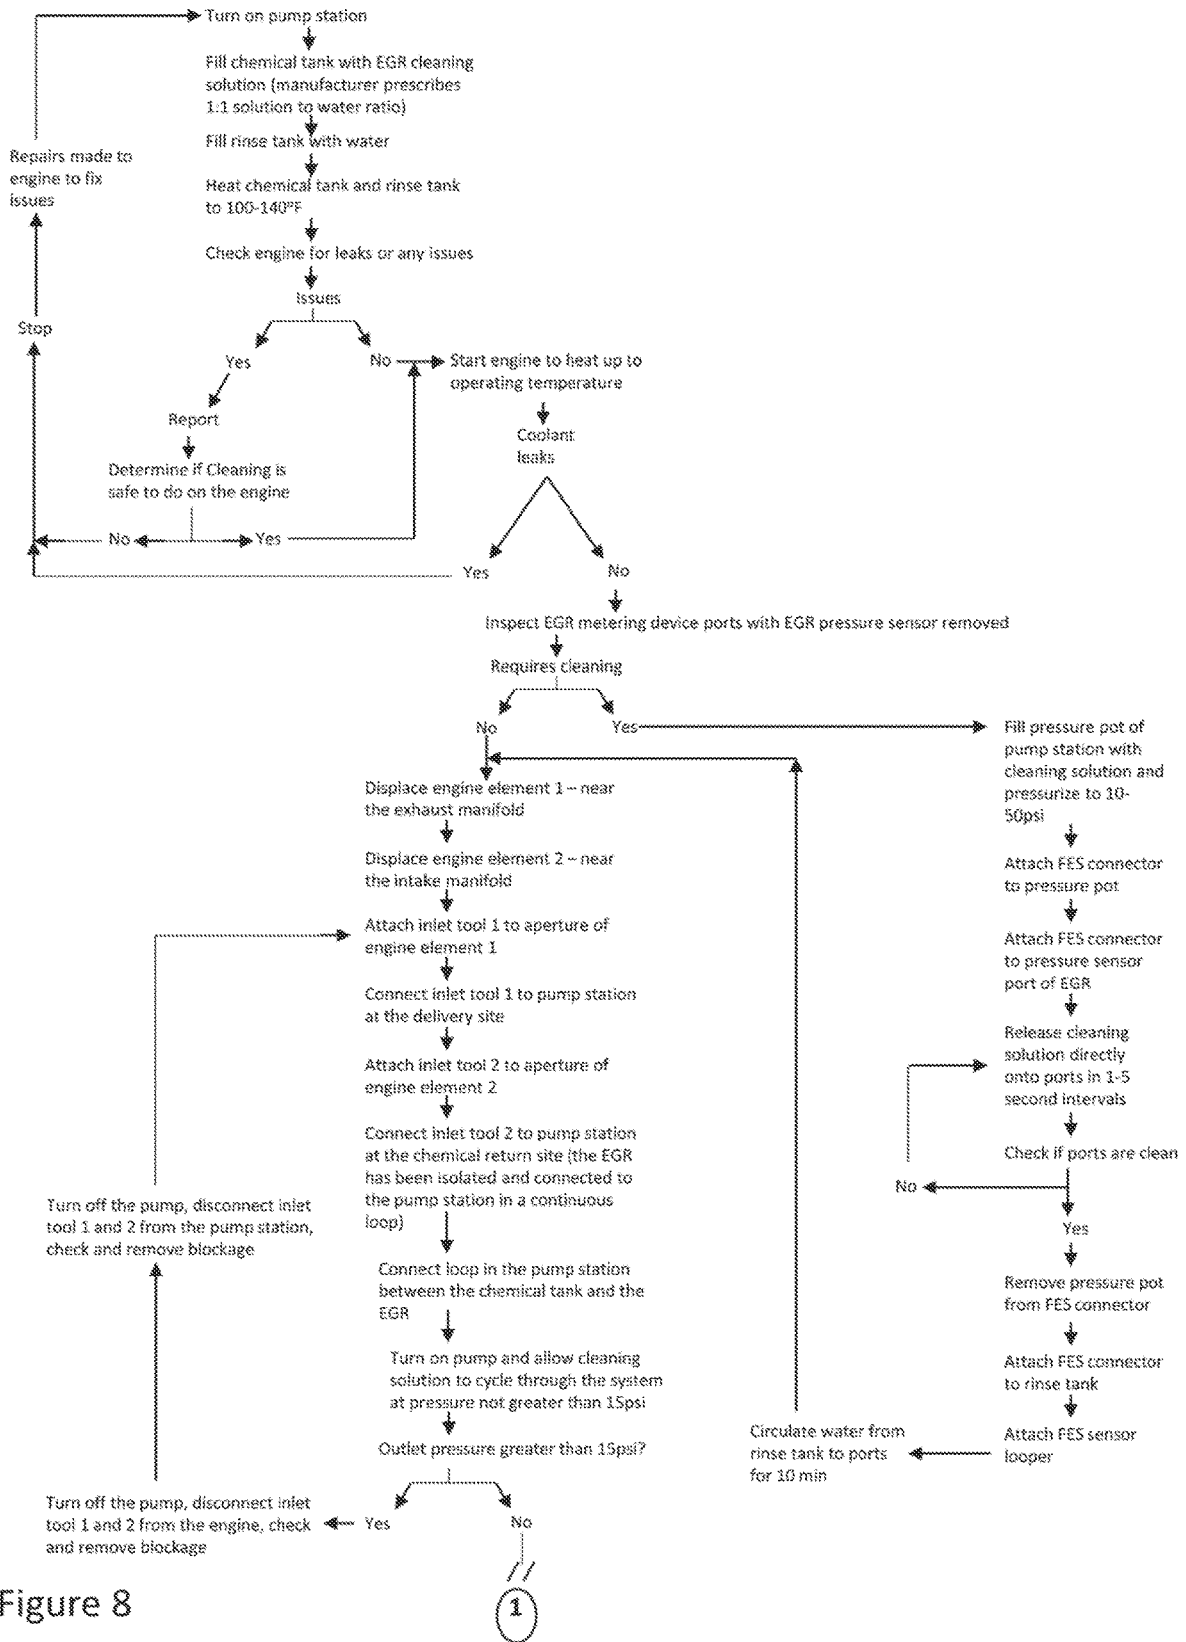 Turn on pump station
Fill chemical tank with EGR cleaning
solution (manufacturer prescribes
1:1 solution to water ratio)
Fill rinse tank with water
Repairs made to
engine to fix
issues
Heat chemical tank and rinse tank
to 100-140°F
Check engine for leaks or any issues
Issues
Stop
Yes
No
Start engine to heat up to
operating temperature
Report
Coolant
leaks
Determine if Cleaning is
safe to do on the engine
No
Yes
Yes
No
Inspect EGR metering device ports with EGR pressure sensor removed
Requires cleaning
No
Yes
Fill pressure pot of
pump station with
cleaning solution and
pressurize to 10-
50psi
Displace engine element 1 – near
the exhaust manifold
Displace engine element 2 – near
the intake manifold
Attach FES connector
to pressure pot
Attach inlet tool 1 to aperture of
engine element 1
Attach FES connector
to pressure sensor
port of EGR
Connect inlet tool 1 to pump station
at the delivery site
Release cleaning
solution directly
onto ports in 1-5
second intervals
Attach inlet tool 2 to aperture of
engine element 2
Connect inlet tool 2 to pump station
at the chemical return site (the EGR
has been isolated and connected to
the pump station in a continuous
loop)
Check if ports are clean
No
Yes
Turn off the pump, disconnect inlet
tool 1 and 2 from the pump station,
check and remove blockage
Connect loop in the pump station
between the chemical tank and the
EGR
Remove pressure pot
from FES connector
Turn on pump and allow cleaning
solution to cycle through the system
at pressure not greater than 15psi
Attach FES connector
to rinse tank
Outlet pressure greater than 15psi?
Circulate water from
rinse tank to ports
for 10 min
Attach FES sensor
looper
Turn off the pump, disconnect inlet
tool 1 and 2 from the engine, check
and remove blockage
Yes
No
Figure 8
1